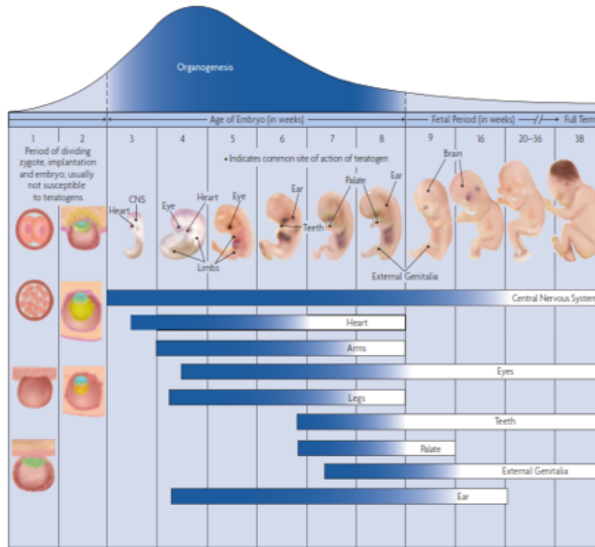 Organogenesis
Age of Embryo (in weeks)
Fetal Period (in weeks)
Full Term
1 2 3 4 5 6 7 8 9 16 20-36 38
Period of dividing
zygote, implantation
and embryo; usually
not susceptible
to teratogens
• Indicates common site of action of teratogen
CNS
Heart
Eye
Heart
Limbs
Eye
Ear
Teeth
Palate
Ear
External Genitalia
Brain
Central Nervous System
Heart
Arms
Eyes
Legs
Teeth
Palate
External Genitalia
Ear